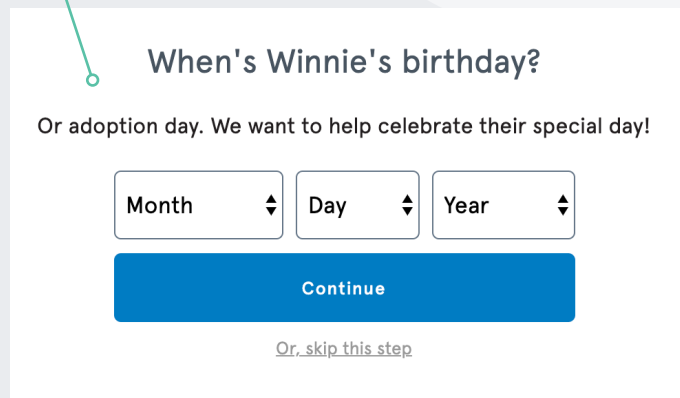 When's Winnie's birthday?
Or adoption day. We want to help celebrate their special day!
Month Day Year
Continue
Or, skip this step